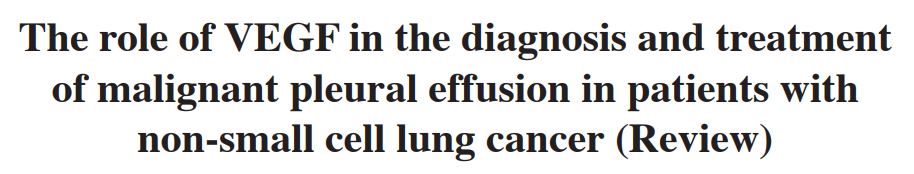 The role of VEGF in the diagnosis and treatment
of malignant pleural effusion in patients with
non-small cell lung cancer (Review)